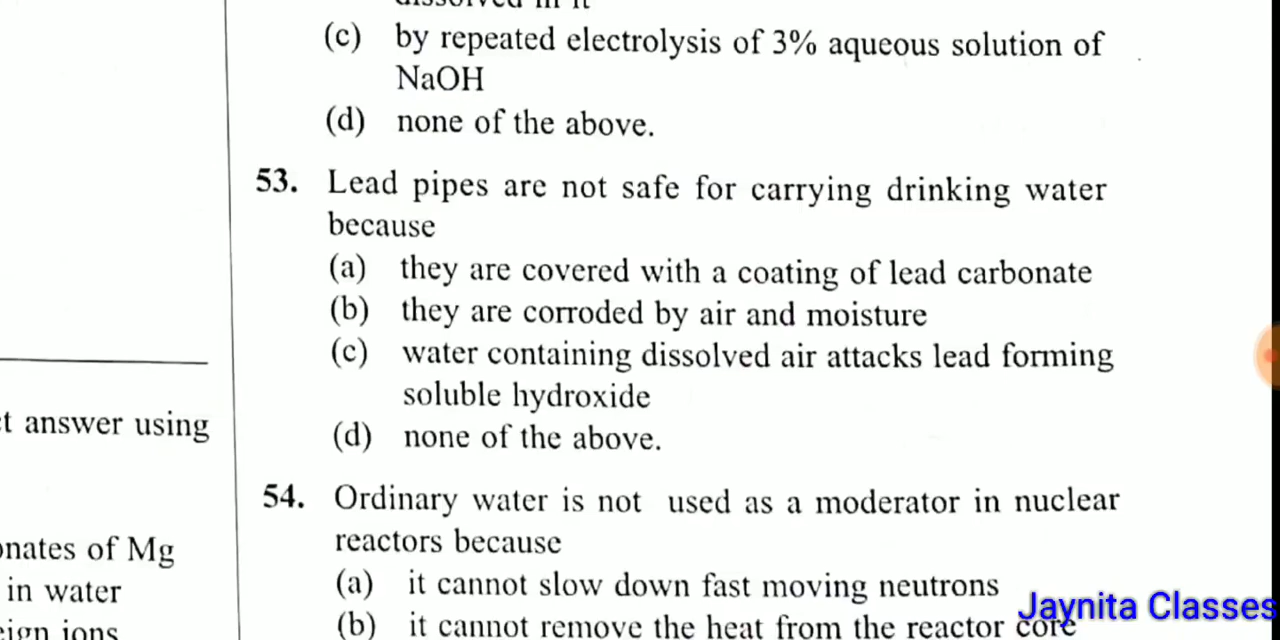 dissolved in it
(c) by repeated electrolysis of 3% aqueous solution of
NaOH
(d) none of the above.
53. Lead pipes are not safe for carrying drinking water
because
(a) they are covered with a coating of lead carbonate
(b) they are corroded by air and moisture
(c) water containing dissolved air attacks lead forming
soluble hydroxide
(d) none of the above.
54. Ordinary water is not used as a moderator in nuclear
reactors because
(a) it cannot slow down fast moving neutrons
(b) it cannot remove the heat from the reactor core
answer using
of Mg
in water
ions
Jaynita Classes